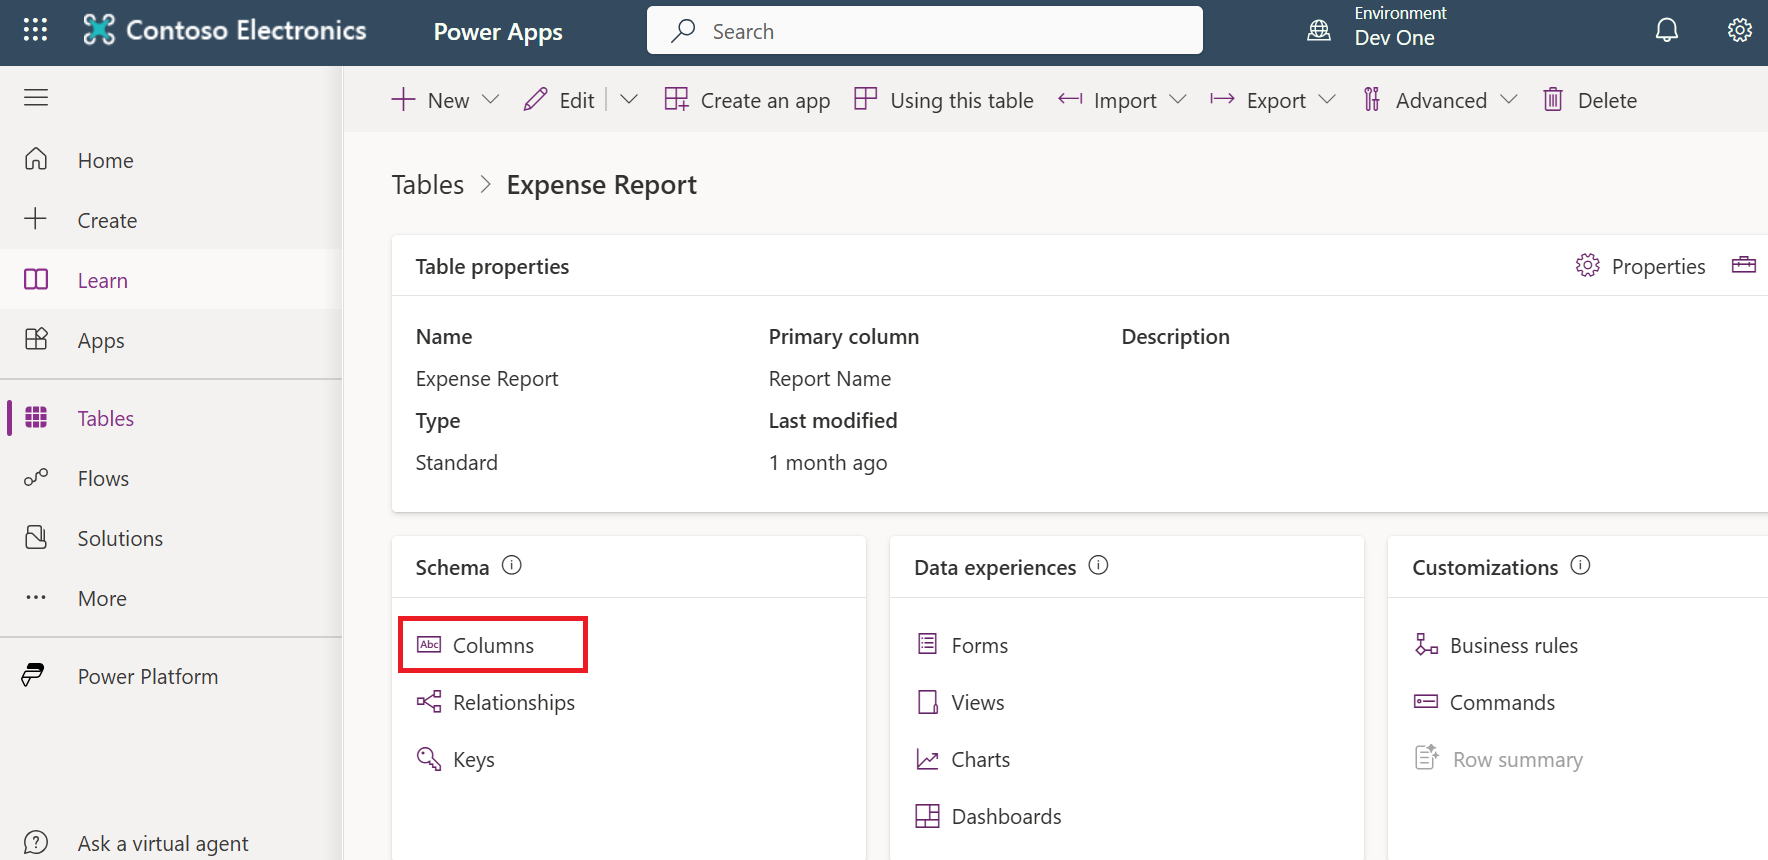 Contoso Electronics
Power Apps
Search
Environment
Dev One
New
Edit
Create an app
Using this table
Import
Export
Advanced
Delete
Home
Create
Learn
Apps
Tables
Flows
Solutions
More
Power Platform
Ask a virtual agent
Tables > Expense Report
Table properties
Properties
Name
Primary column
Description
Expense Report
Report Name
Type
Last modified
Standard
1 month ago
Schema
Abc Columns
Relationships
Keys
Data experiences
Forms
Views
Charts
Dashboards
Customizations
Business rules
Commands
Row summary